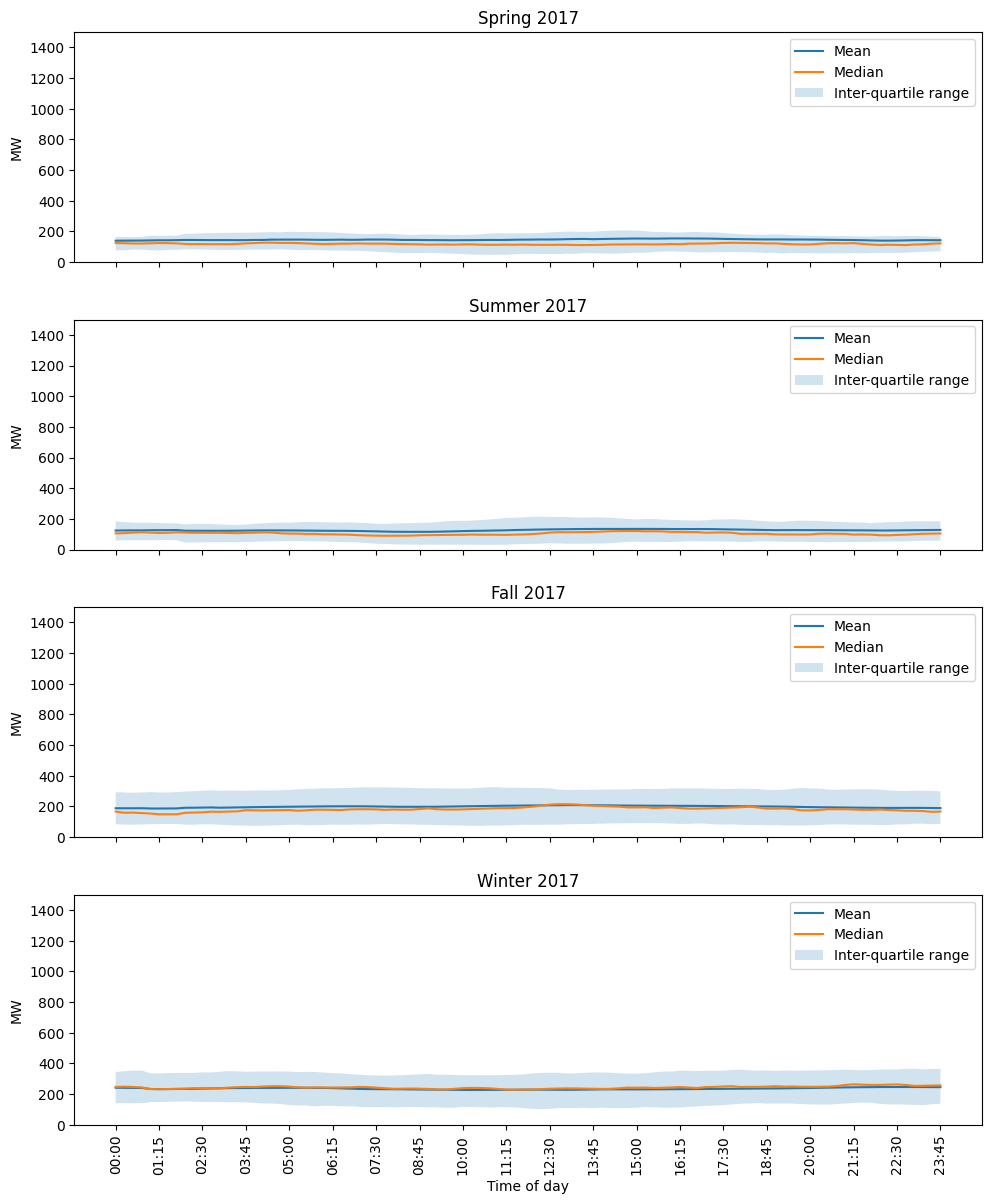 Spring 2017
MW
1400
1200
1000
800
600
400
200
0
Mean
Median
Inter-quartile range
Summer 2017
MW
1400
1200
1000
800
600
400
200
0
Mean
Median
Inter-quartile range
Fall 2017
MW
1400
1200
1000
800
600
400
200
0
Mean
Median
Inter-quartile range
Winter 2017
MW
1400
1200
1000
800
600
400
200
0
Mean
Median
Inter-quartile range
00:00
01:15
02:30
03:45
05:00
06:15
07:30
08:45
10:00
11:15
12:30
13:45
15:00
16:15
17:30
18:45
20:00
21:15
22:30
23:45
Time of day